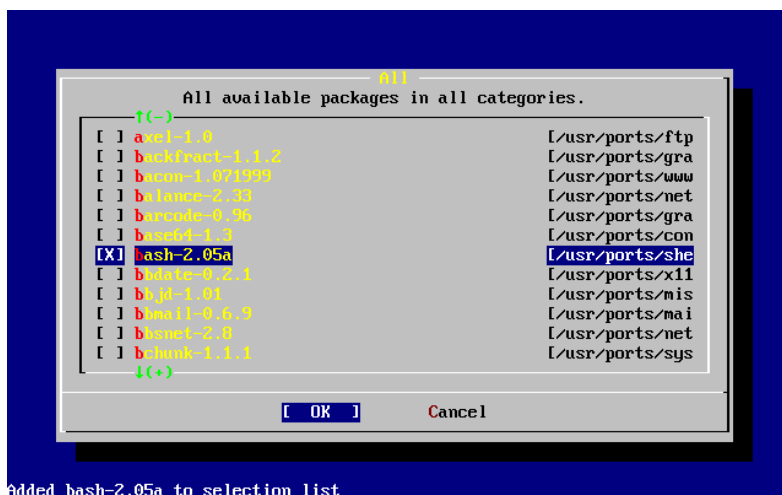 All
All available packages in all categories.
↑(-)
[ ] axel-1.0 [/usr/ports/ftp
[ ] backfract-1.1.2 [/usr/ports/gra
[ ] bacon-1.071999 [/usr/ports/www
[ ] balance-2.33 [/usr/ports/net
[ ] barcode-0.96 [/usr/ports/gra
[ ] base64-1.3 [/usr/ports/con
[X] bash-2.05a [/usr/ports/she
[ ] bbdate-0.2.1 [/usr/ports/x11
[ ] bbjd-1.01 [/usr/ports/mis
[ ] bbmail-0.6.9 [/usr/ports/mai
[ ] bbsnet-2.8 [/usr/ports/net
[ ] bchunk-1.1.1 [/usr/ports/sys
↓(+)
[ OK ] Cancel
Added bash-2.05a to selection list